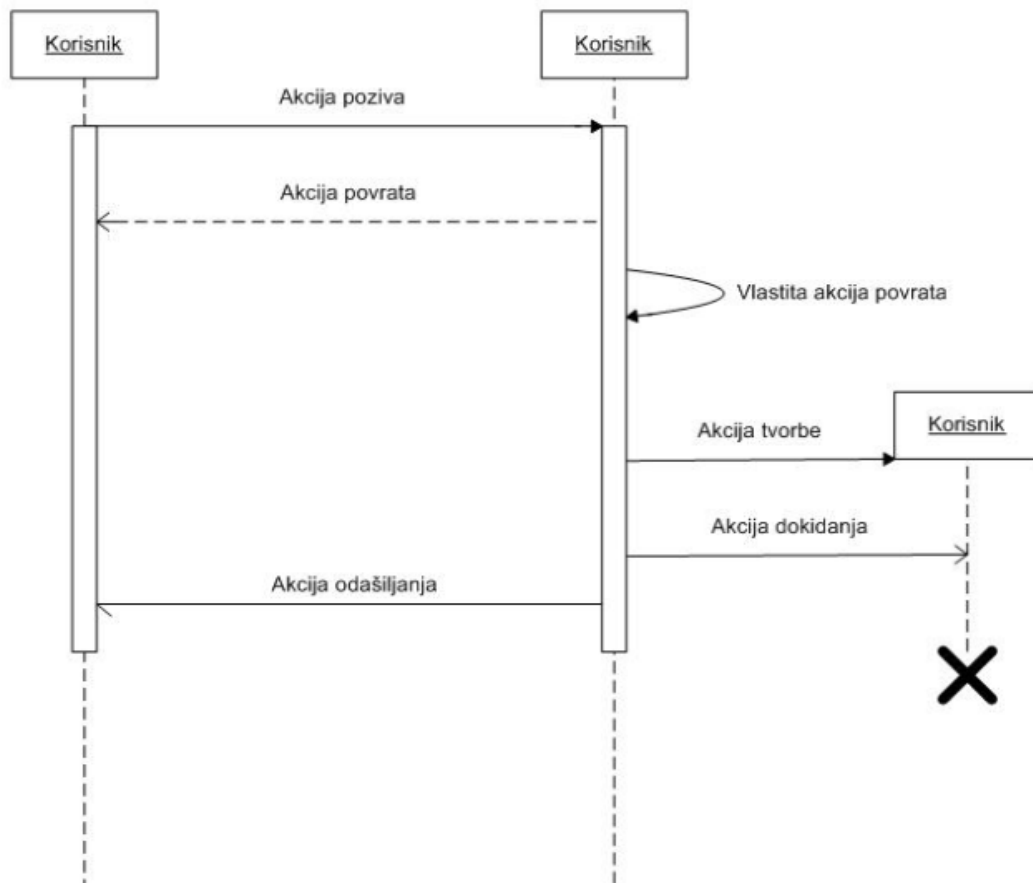 Korisnik
Korisnik
Akcija poziva
Akcija povrata
Vlastita akcija povrata
Korisnik
Akcija tvorbe
Akcija dokidanja
Akcija odašiljanja